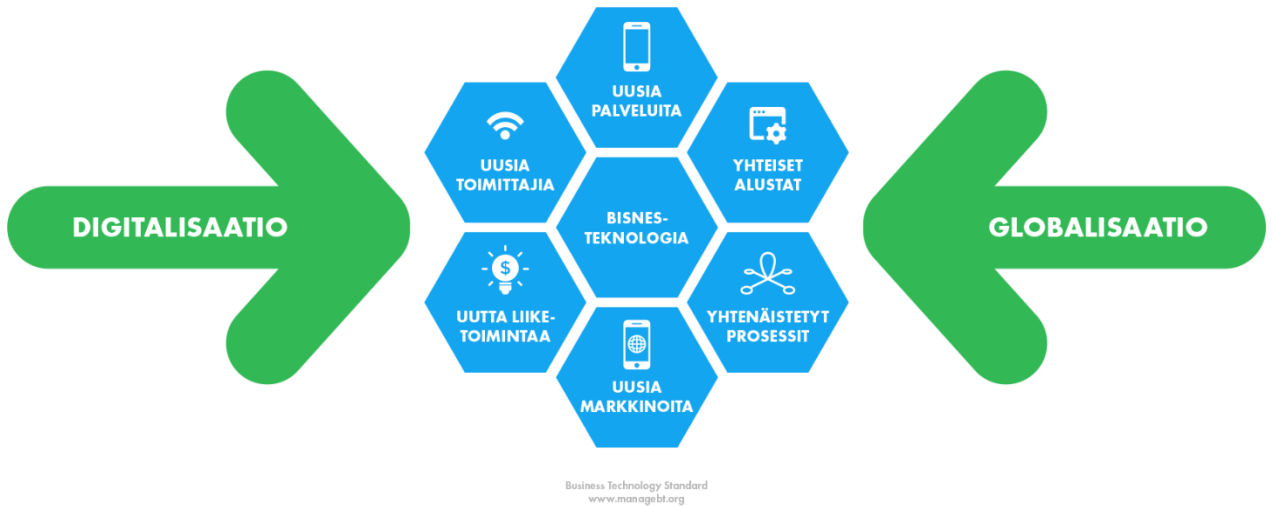 UUSIA
PALVELUITA
UUSIA
TOIMITTAJIA
YHTEISET
ALUSTAT
DIGITALISAATIO
BISNES-
TEKNOLOGIA
GLOBALISAATIO
$
UUTTA LIIKE-
TOIMINTAA
YHTENÄISTETYT
PROSESSIT
UUSIA
MARKKINOITA
Business Technology Standard
www.managebt.org